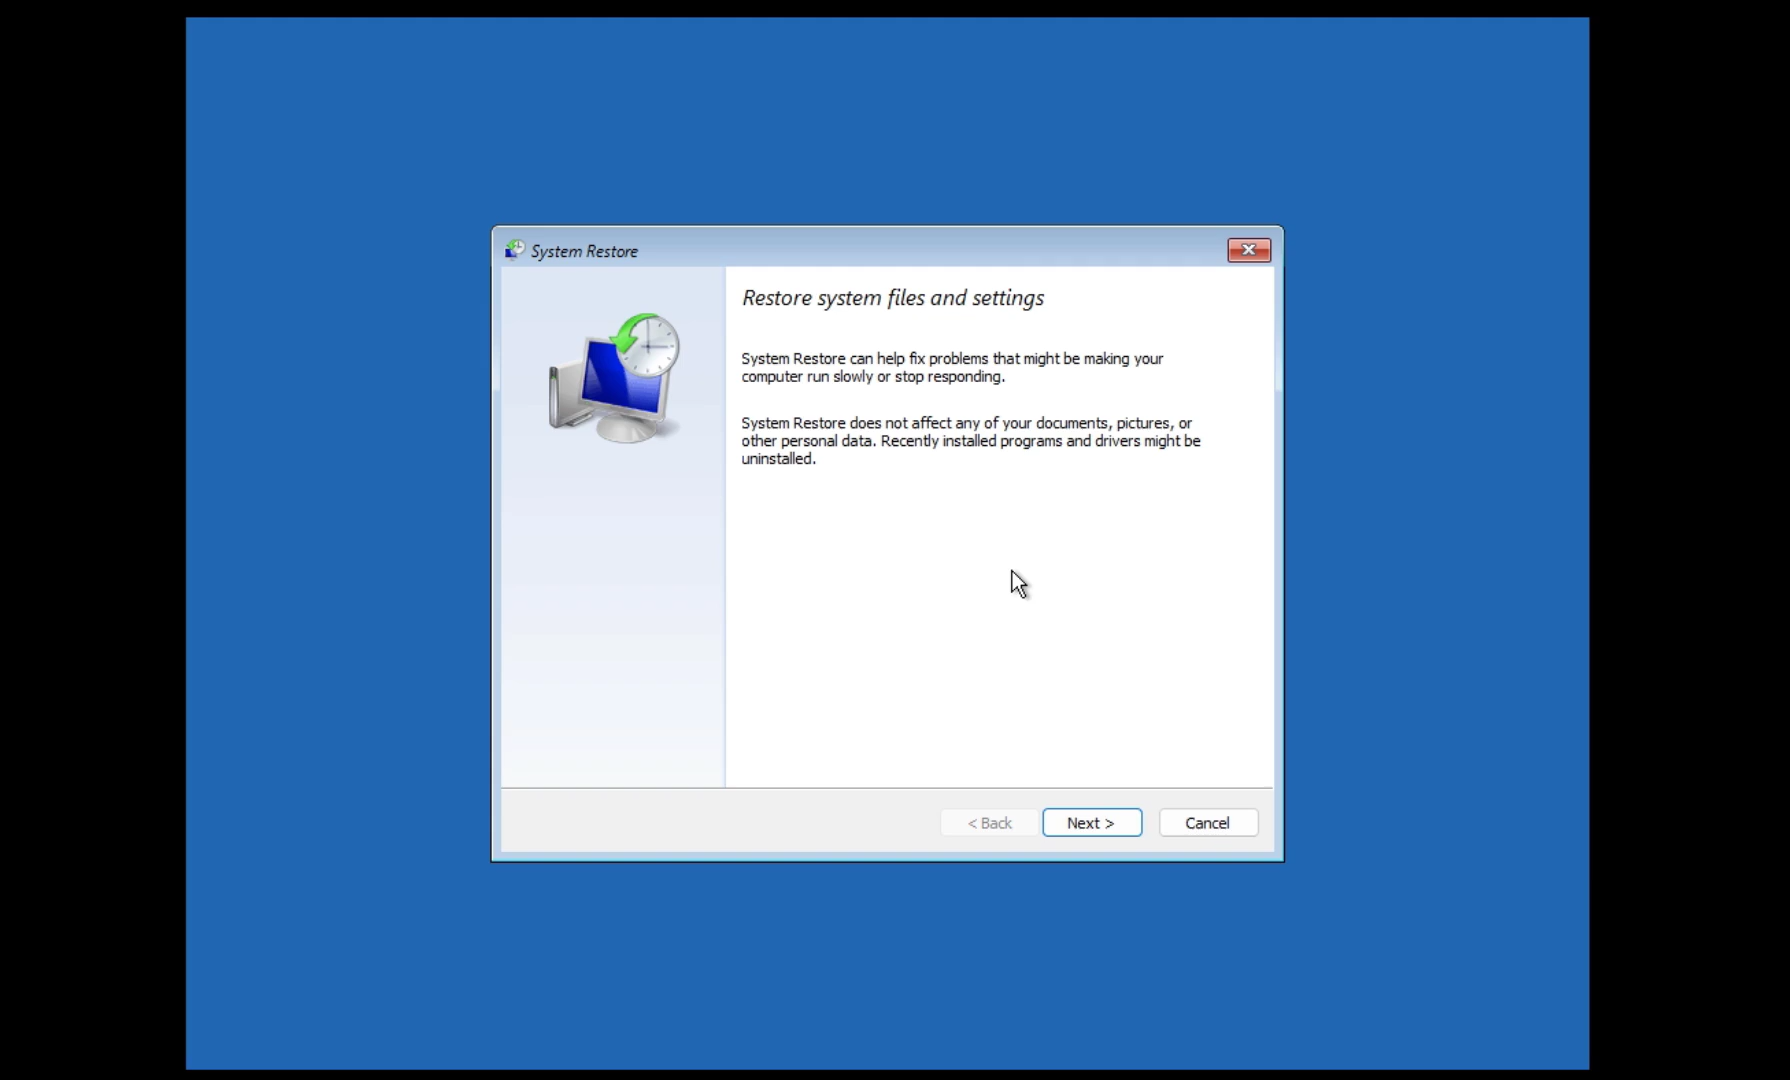 System Restore
Restore system files and settings
System Restore can help fix problems that might be making your
computer run slowly or stop responding.
System Restore does not affect any of your documents, pictures, or
other personal data. Recently installed programs and drivers might be
uninstalled.
< Back
Next >
Cancel